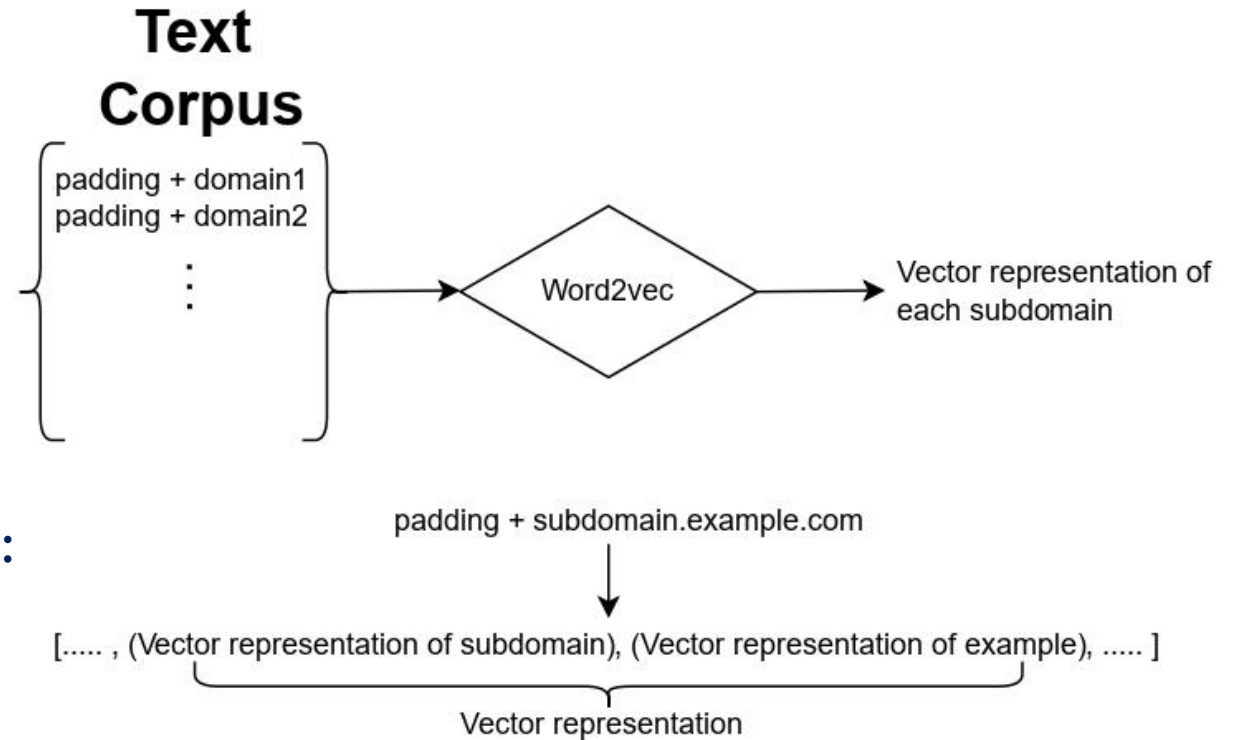 Text
Corpus
padding + domain1
padding + domain2
⋮
Word2vec
Vector representation of
each subdomain
padding + subdomain.example.com
:
[..... , (Vector representation of subdomain), (Vector representation of example), ..... ]
Vector representation